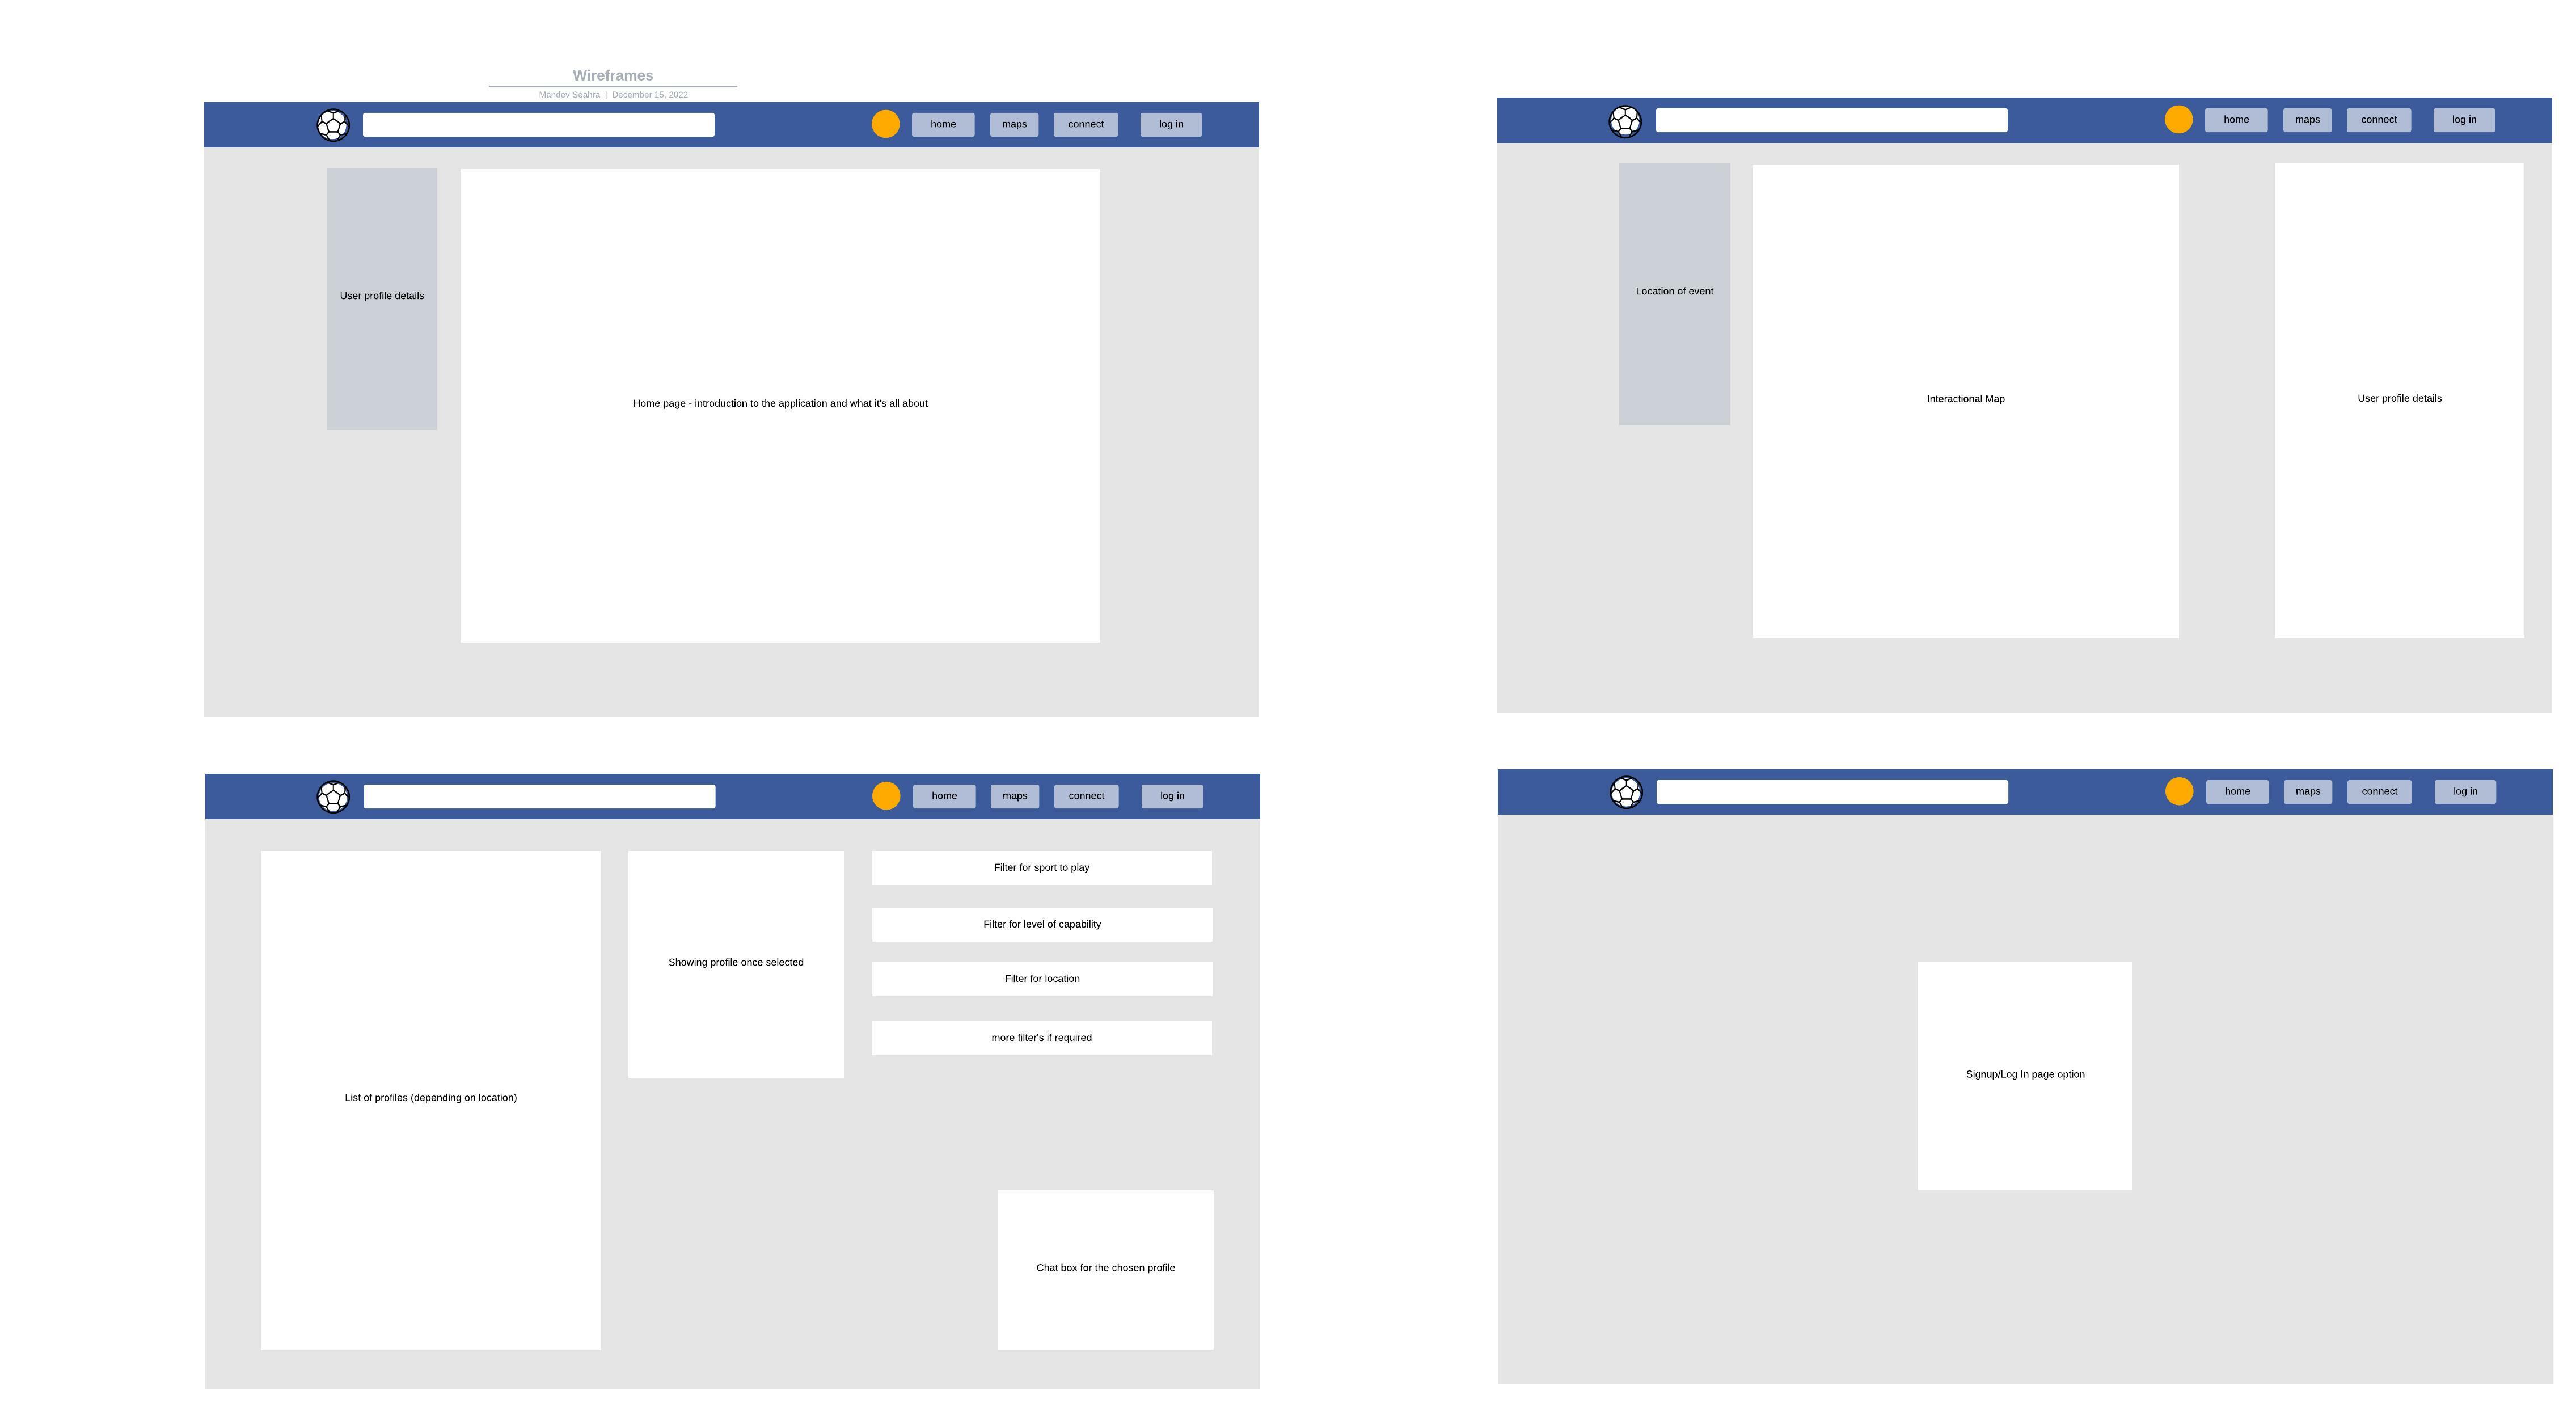 Wireframes
Mandev Seahra | December 15, 2022
home maps connect log in
User profile details
Home page - introduction to the application and what it's all about
home maps connect log in
Location of event
Interactional Map
User profile details
home maps connect log in
List of profiles (depending on location)
Showing profile once selected
Filter for sport to play
Filter for level of capability
Filter for location
more filter's if required
Chat box for the chosen profile
home maps connect log in
Signup/Log In page option